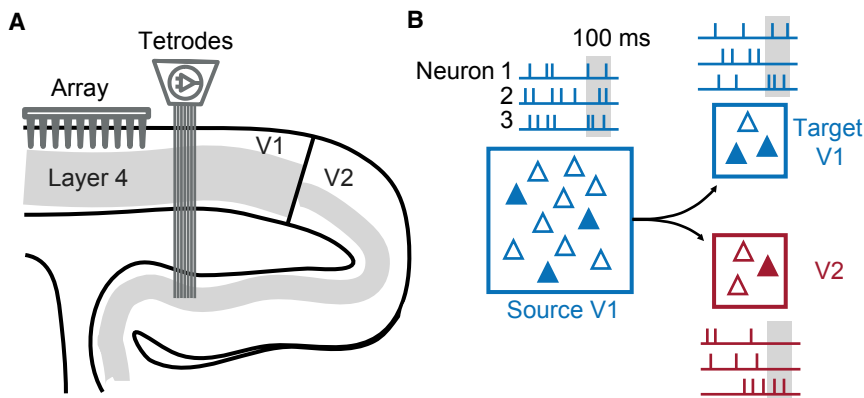 A
Tetrodes
Array
V1
V2
Layer 4
B
100 ms
Neuron 1
2
3
Source V1
Target
V1
V2